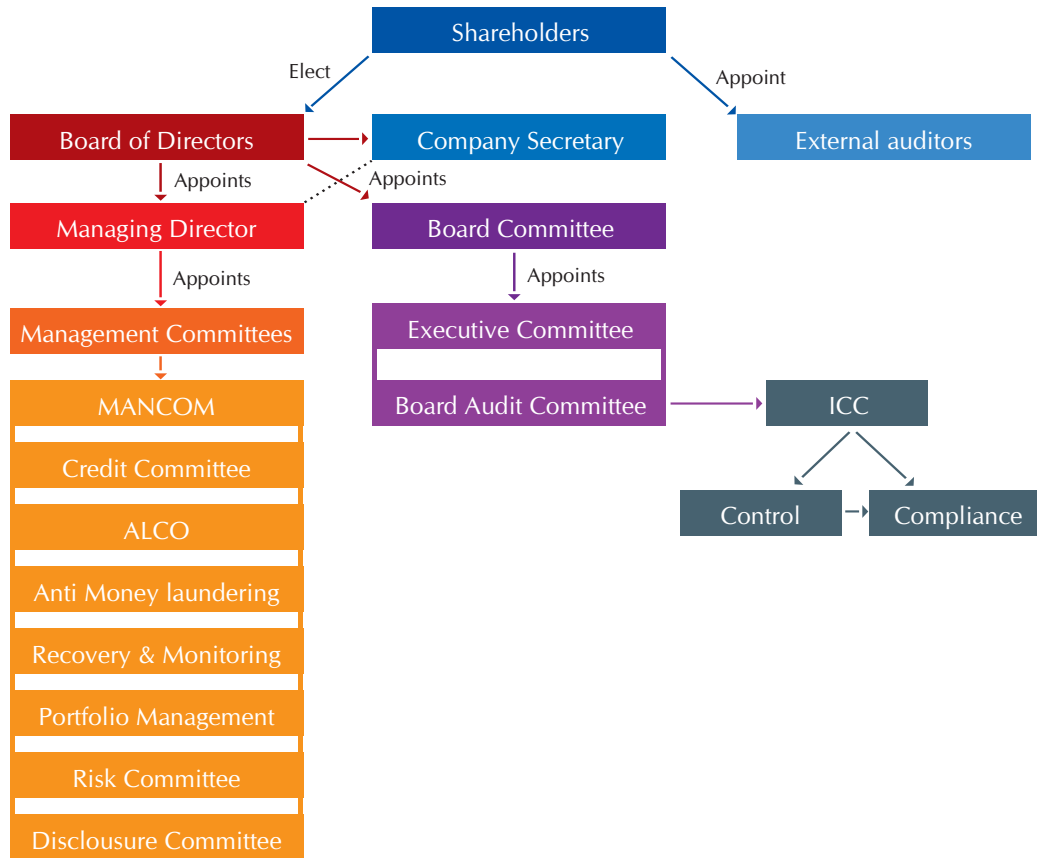 Shareholders
Elect
Appoint
Board of Directors
Company Secretary
External auditors
Appoints
Appoints
Managing Director
Board Committee
Appoints
Appoints
Management Committees
Executive Committee
MANCOM
Board Audit Committee
ICC
Credit Committee
Control
Compliance
ALCO
Anti Money laundering
Recovery & Monitoring
Portfolio Management
Risk Committee
Disclousure Committee